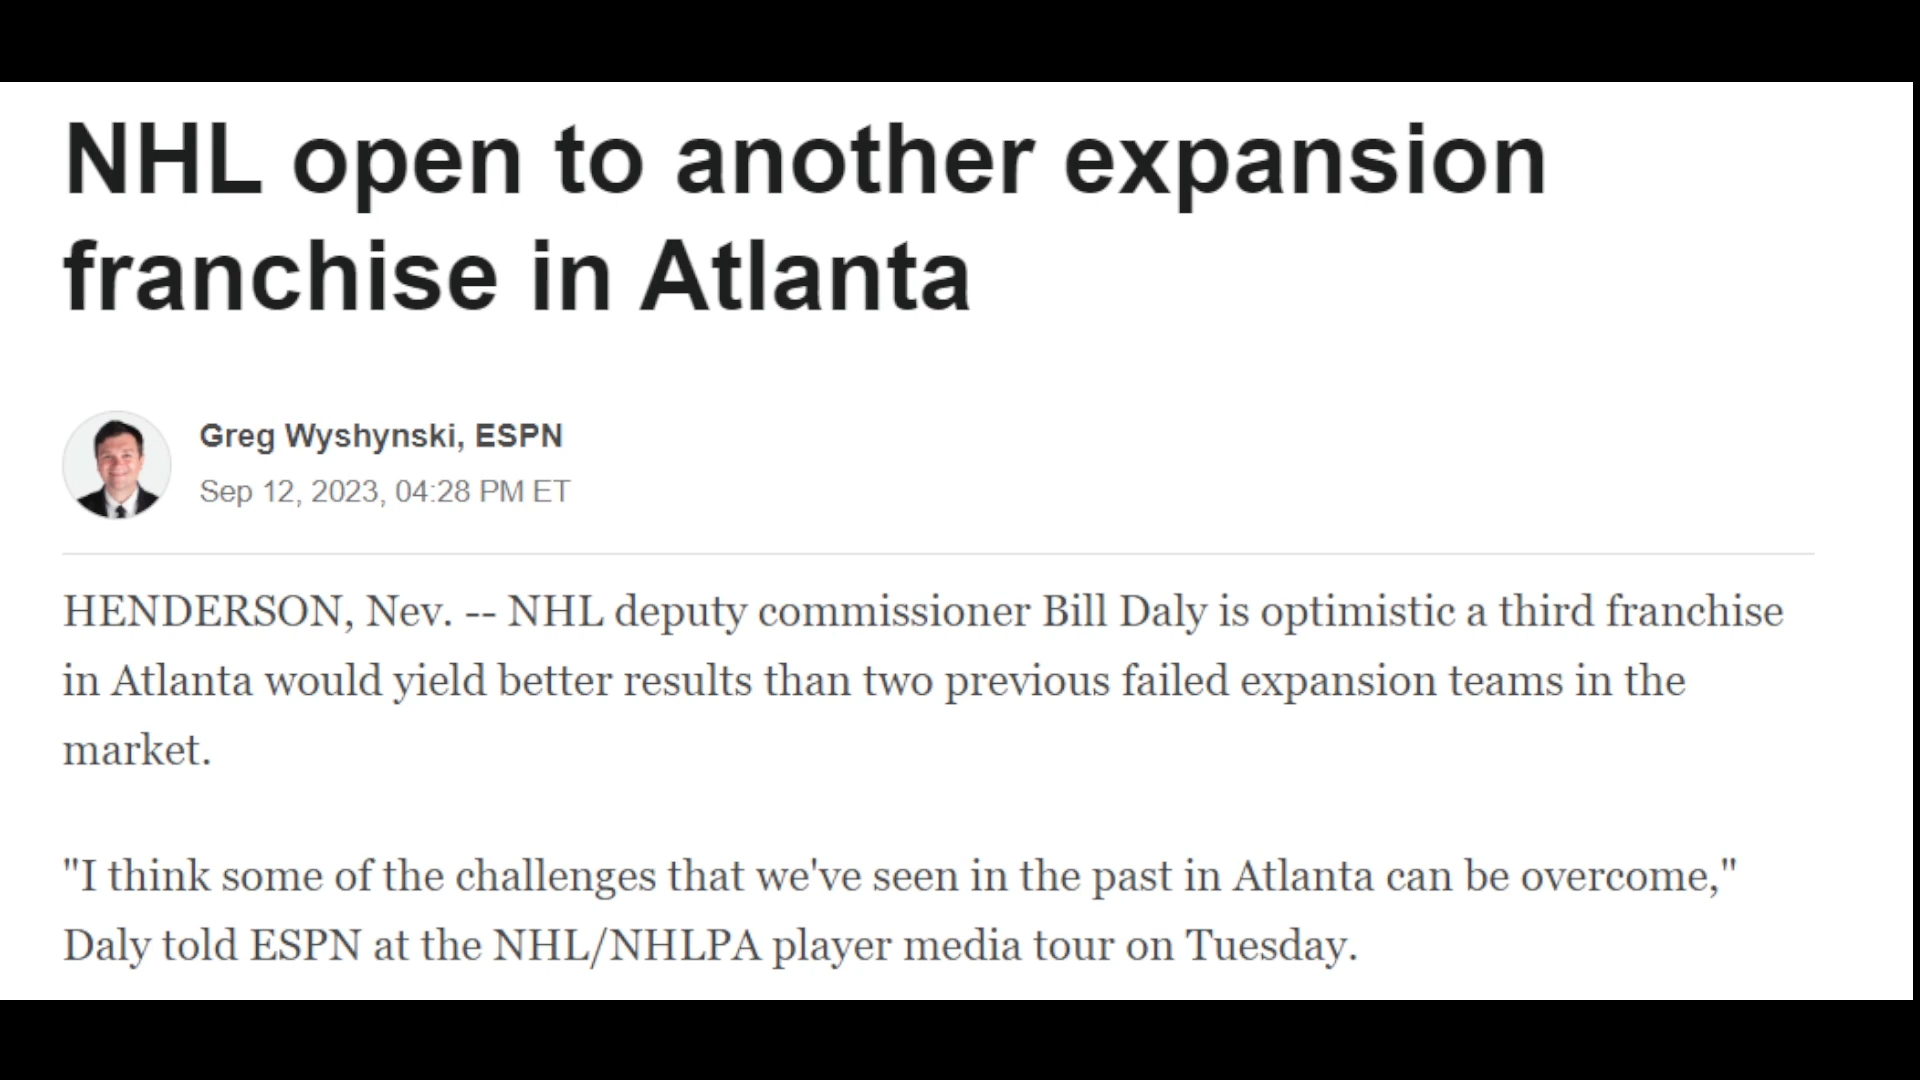 NHL open to another expansion
franchise in Atlanta
Greg Wyshynski, ESPN
Sep 12, 2023, 04:28 PM ET
HENDERSON, Nev. -- NHL deputy commissioner Bill Daly is optimistic a third franchise
in Atlanta would yield better results than two previous failed expansion teams in the
market.
"I think some of the challenges that we've seen in the past in Atlanta can be overcome,"
Daly told ESPN at the NHL/NHLPA player media tour on Tuesday.